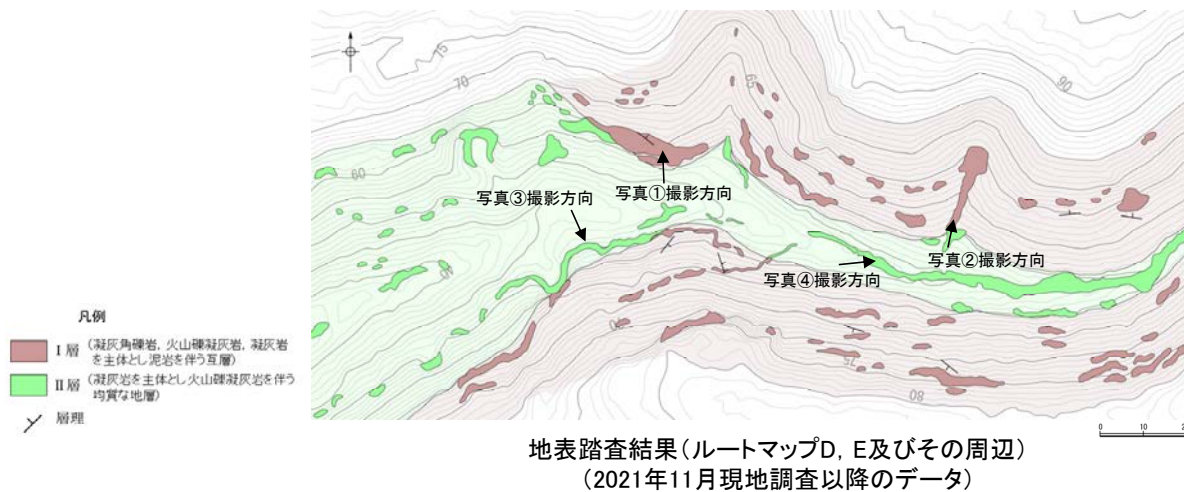 75
70
65
90
60
写真③撮影方向
写真①撮影方向
写真②撮影方向
写真④撮影方向
凡例
Ⅰ層 (凝灰角礫岩, 火山礫凝灰岩, 凝灰岩
を主体とし泥岩を伴う互層)
Ⅱ層 (凝灰岩を主体とし火山礫凝灰岩を伴う
均質な地層)
層理
75
80
0 10
地表踏査結果(ルートマップD, E及びその周辺)
(2021年11月現地調査以降のデータ)